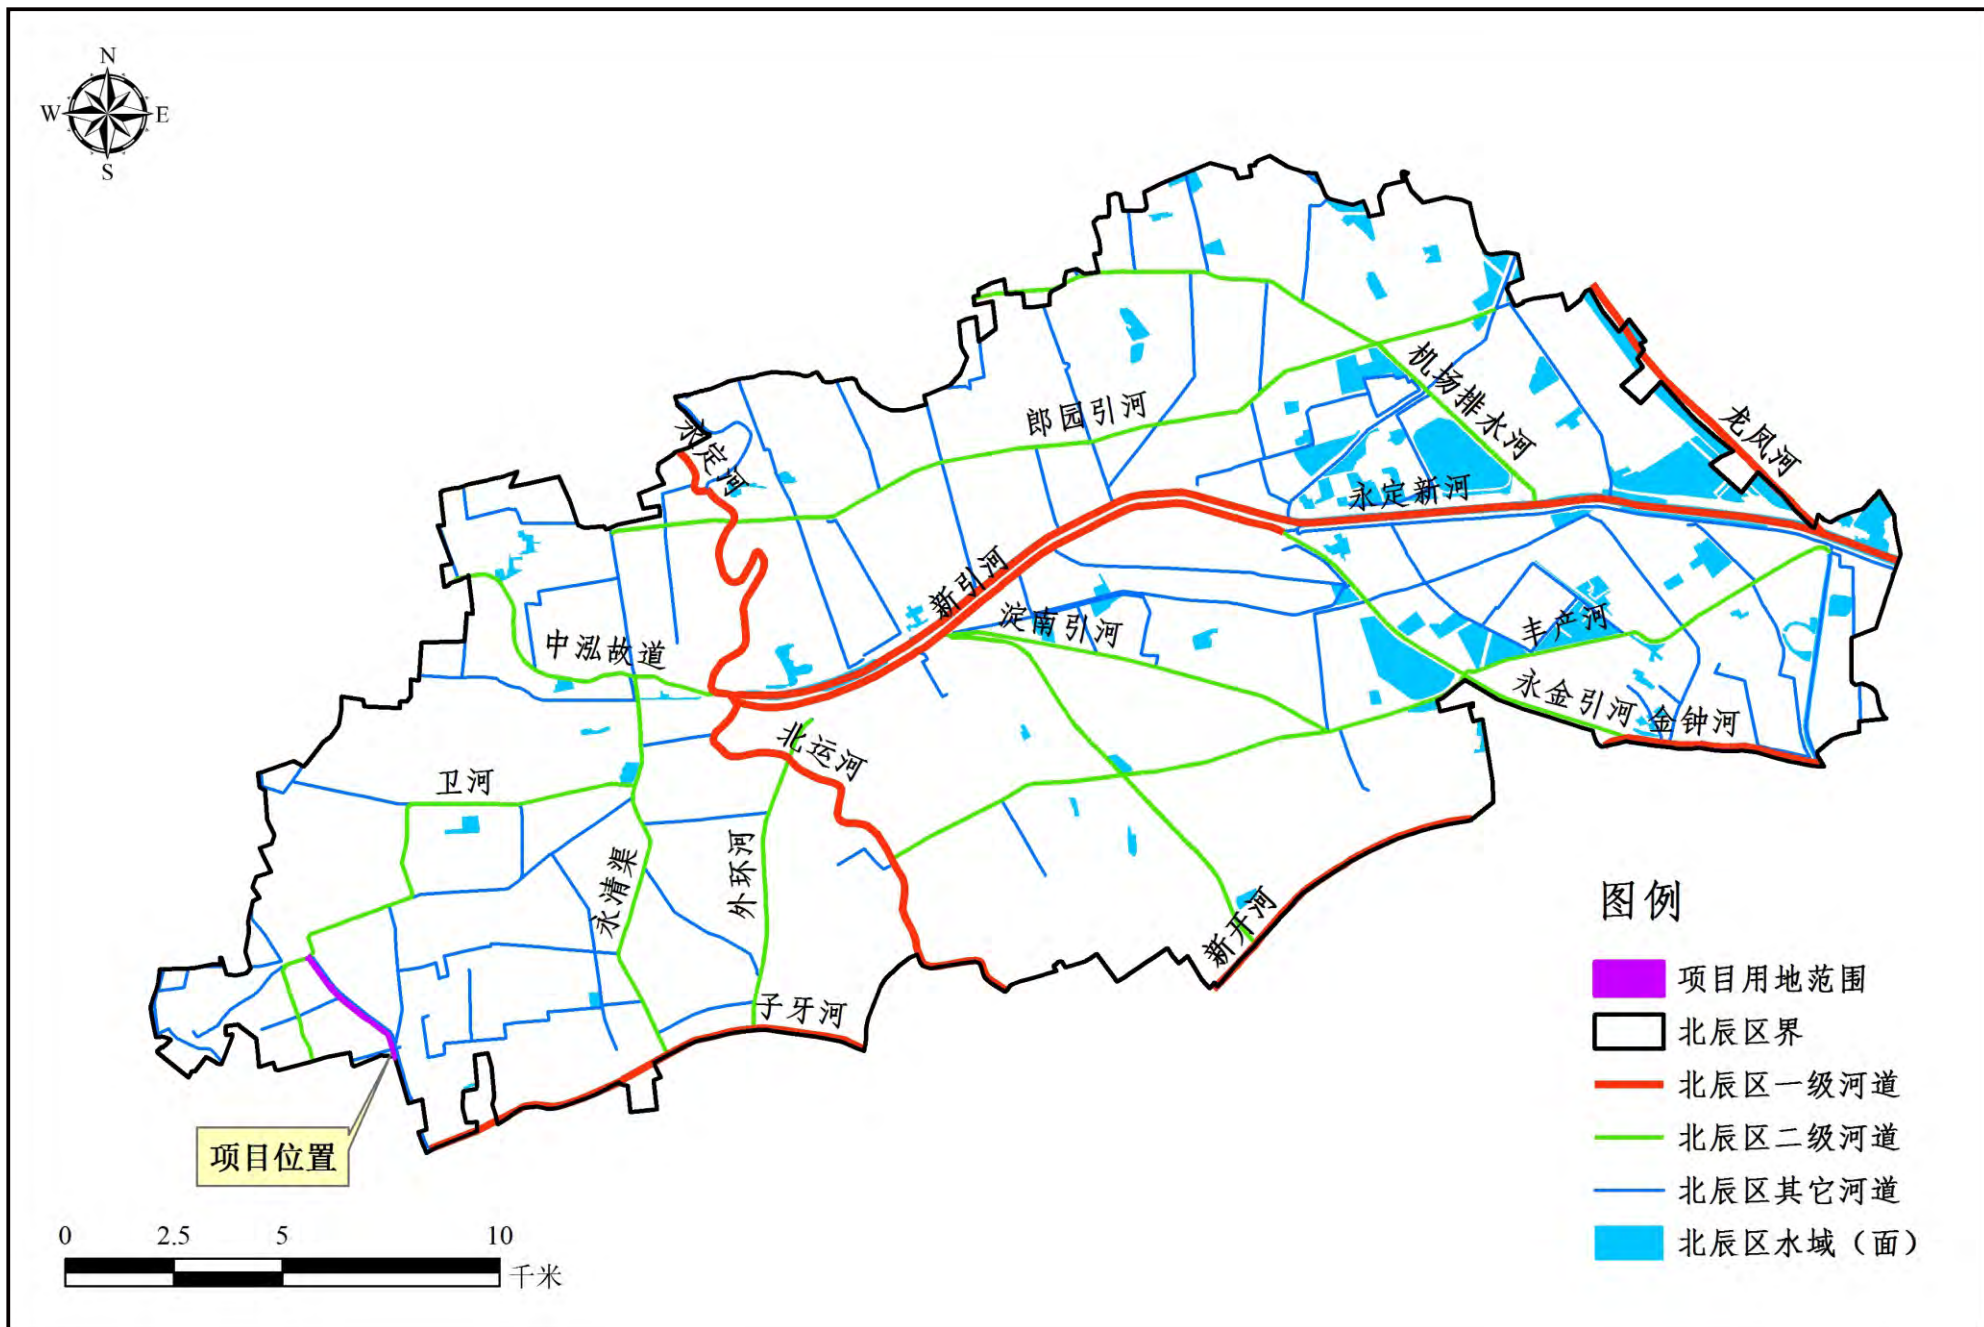 N
W
E
S
永定河
郎园引河
机场排水河
龙凤河
永定新河
新引河
淀南引河
丰产河
中泓故道
永金引河
金钟河
北运河
卫河
永清渠
外环河
新开河
子牙河
项目位置
0 2.5 5 10
千米
图例
项目用地范围
北辰区界
北辰区一级河道
北辰区二级河道
北辰区其它河道
北辰区水域（面）